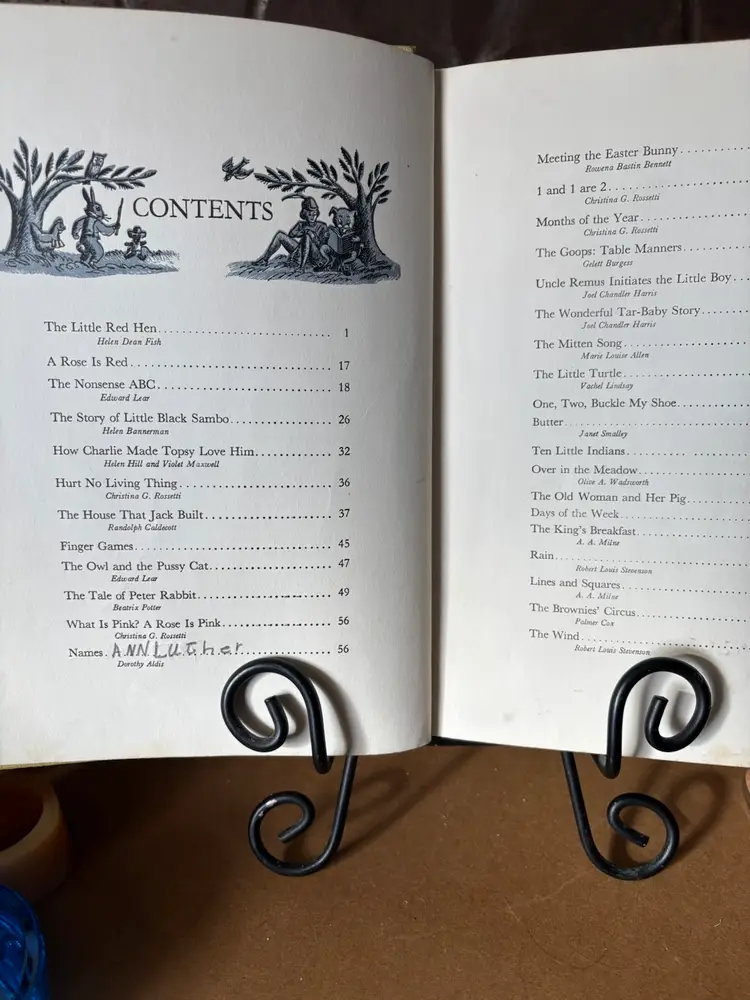 CONTENTS
The Little Red Hen 1
Helen Dean Fish
A Rose Is Red 17
The Nonsense ABC 18
Edward Lear
The Story of Little Black Sambo 26
Helen Bannerman
How Charlie Made Topsy Love Him 32
Helen Hill and Violet Maxwell
Hurt No Living Thing 36
Christina G. Rossetti
The House That Jack Built 37
Randolph Caldecott
Finger Games 45
The Owl and the Pussy Cat 47
Edward Lear
The Tale of Peter Rabbit 49
Beatrix Potter
What Is Pink? A Rose Is Pink 56
Christina G. Rossetti
Names. ANN LUther 56
Dorothy Aldis
Meeting the Easter Bunny
Rowena Bastin Bennett
1 and 1 are 2
Christina G. Rossetti
Months of the Year
Christina G. Rossetti
The Goops: Table Manners
Gelett Burgess
Uncle Remus Initiates the Little Boy
Joel Chandler Harris
The Wonderful Tar-Baby Story
Joel Chandler Harris
The Mitten Song
Marie Louise Allen
The Little Turtle
Vachel Lindsay
One, Two, Buckle My Shoe
Butter
Janet Smalley
Ten Little Indians
Over in the Meadow
Olive A. Wadsworth
The Old Woman and Her Pig
Days of the Week
The King's Breakfast
A. A. Milne
Rain
Robert Louis Stevenson
Lines and Squares
A. A. Milne
The Brownies' Circus
Palmer Cox
The Wind
Robert Louis Stevenson